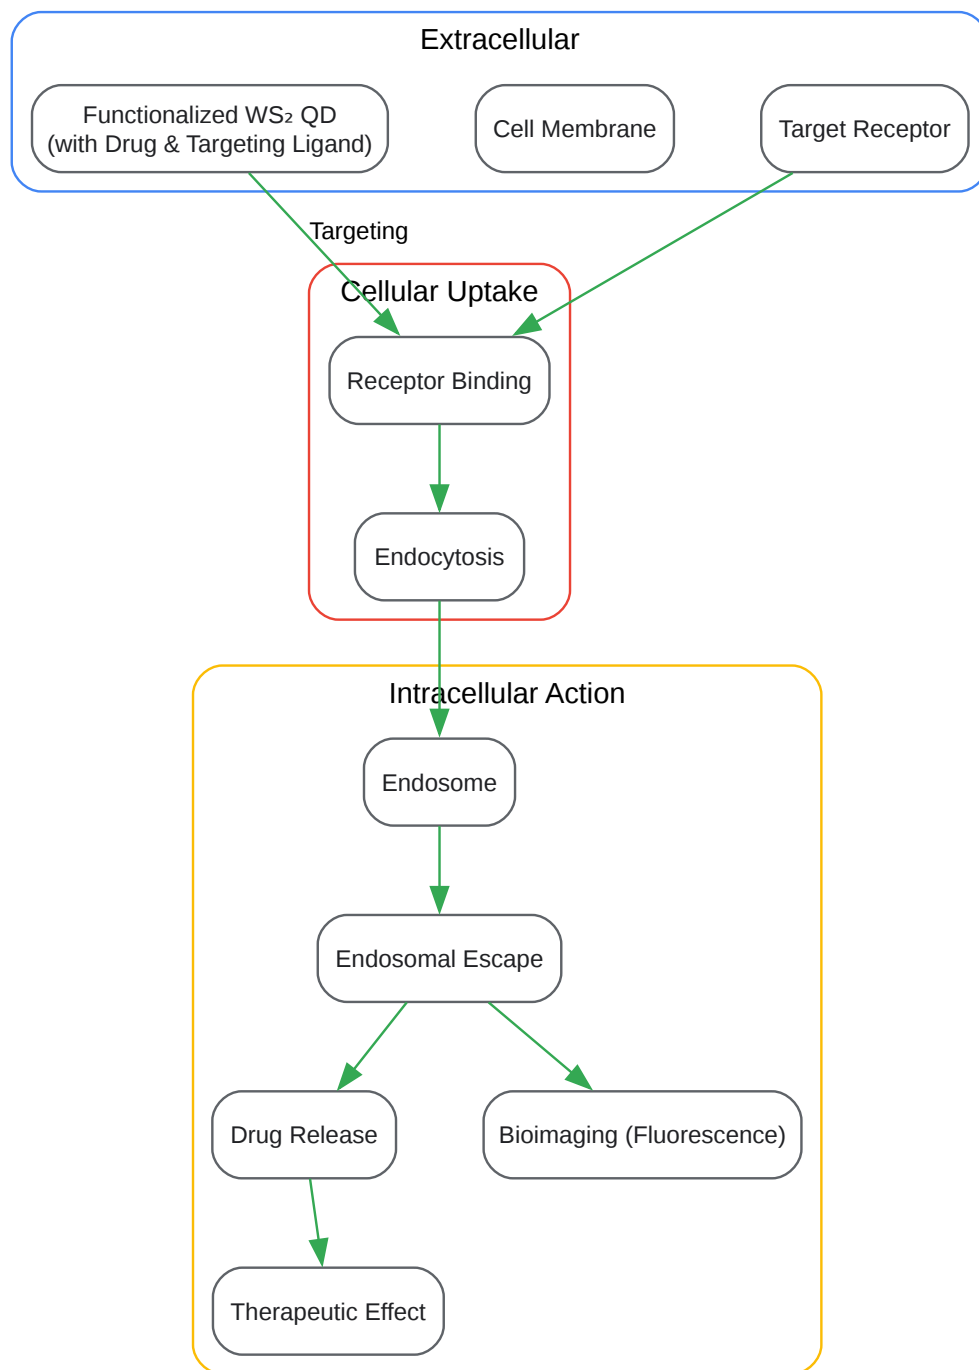 Extracellular
Functionalized WS₂ QD
(with Drug & Targeting Ligand)
Cell Membrane
Target Receptor
Targeting
Cellular Uptake
Receptor Binding
Endocytosis
Intracellular Action
Endosome
Endosomal Escape
Drug Release
Bioimaging (Fluorescence)
Therapeutic Effect